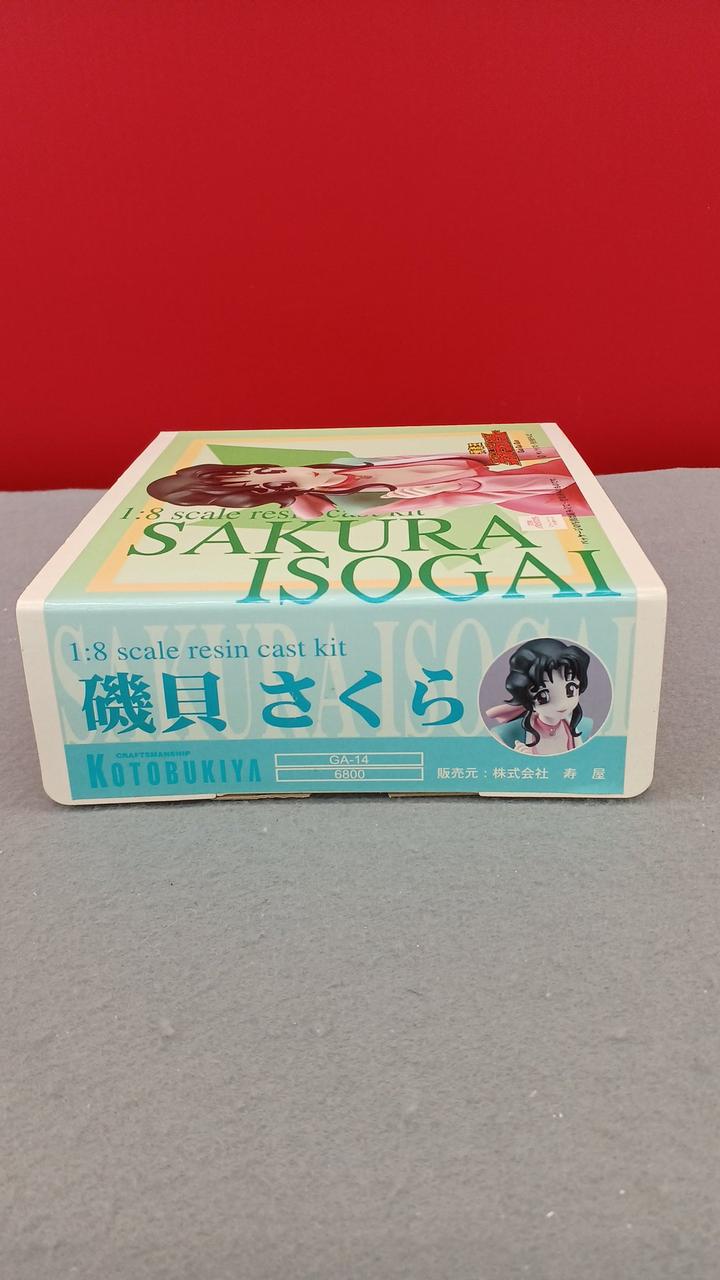 1:8 scale resin cast kit
SAKURA
ISOGAI
SAKURA ISOGAI
1:8 scale resin cast kit
磯貝 さくら
CRAFTSMANSHIP
KOTOBUKIYA
GA-14
6800
販売元：株式会社 寿 屋